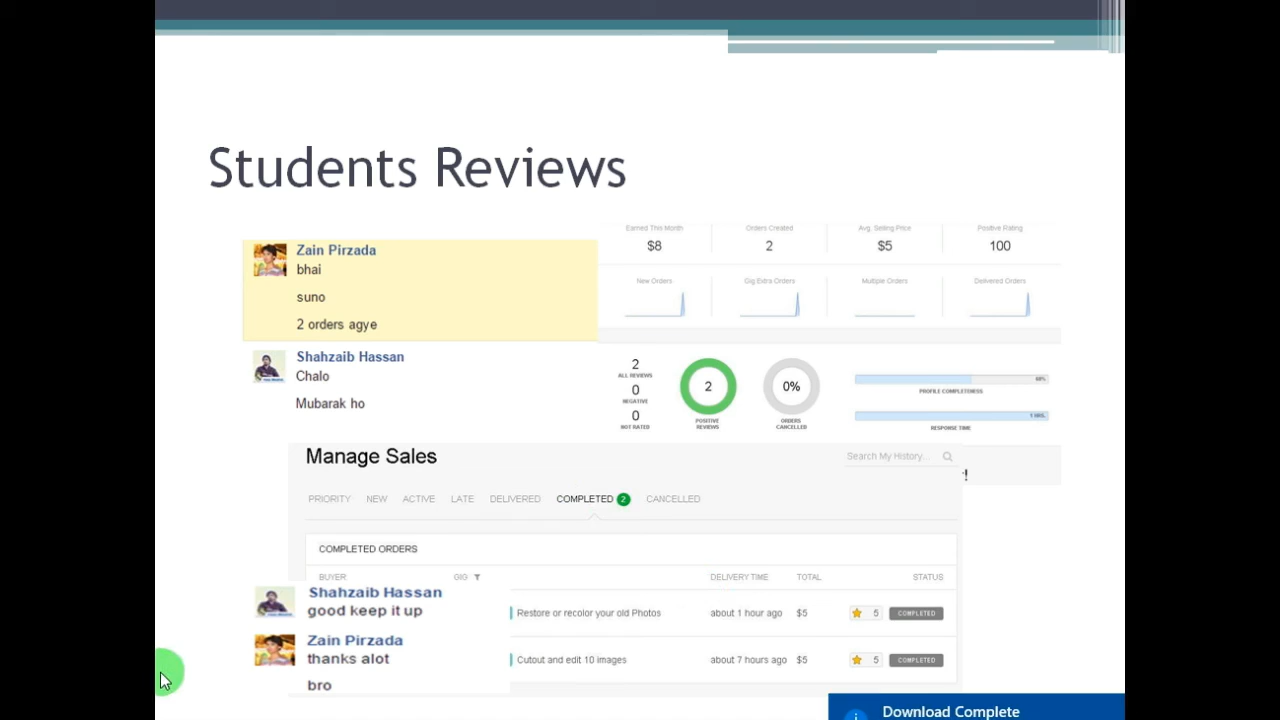 Students Reviews
Zain Pirzada
bhai
suno
2 orders agye
Shahzaib Hassan
Chalo
Mubarak ho
Earned This Month
Orders Created
Avg. Selling Price
Positive Rating
$8
2
$5
100
New Orders
Gig Extra Orders
Multiple Orders
Delivered Orders
2
ALL REVIEWS
0
NEGATIVE
0
NOT RATED
2
POSITIVE
REVIEWS
0%
ORDERS
CANCELLED
PROFILE COMPLETENESS
RESPONSE TIME
!
Manage Sales
Search My History...
PRIORITY NEW ACTIVE LATE DELIVERED COMPLETED 2 CANCELLED
COMPLETED ORDERS
BUYER GIG DELIVERY TIME TOTAL STATUS
Restore or recolor your old Photos about 1 hour ago $5 5 COMPLETED
Cutout and edit 10 images about 7 hours ago $5 5 COMPLETED
Shahzaib Hassan
good keep it up
Zain Pirzada
thanks alot
bro
Download Complete